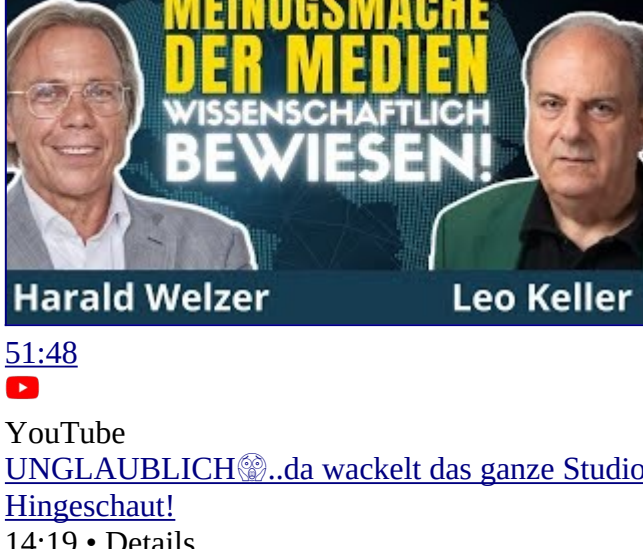 MEINUGSMACHE
DER MEDIEN
WISSENSCHAFTLICH
BEWIESEN!
Harald Welzer
Leo Keller
51:48
YouTube
UNGLAUBLICH😱..da wackelt das ganze Studio
Hingeschaut!
14:19 • Details